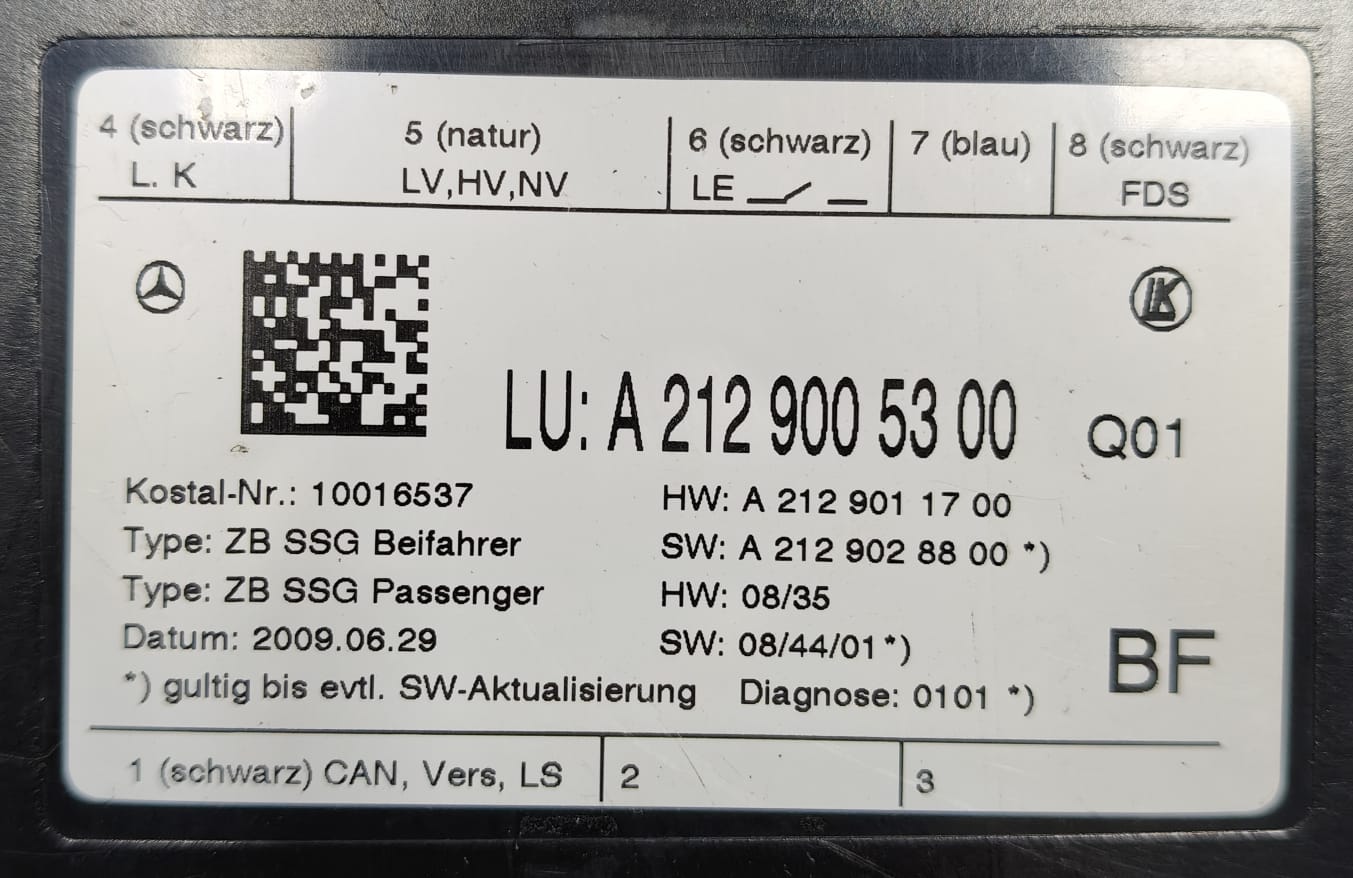 4 (schwarz) 5 (natur) 6 (schwarz) 7 (blau) 8 (schwarz)
L. K LV,HV,NV LE FDS
LU: A 212 900 53 00 Q01
Kostal-Nr.: 10016537 HW: A 212 901 17 00
Type: ZB SSG Beifahrer SW: A 212 902 88 00 *)
Type: ZB SSG Passenger HW: 08/35
Datum: 2009.06.29 SW: 08/44/01 *)
BF
*) gultig bis evtl. SW-Aktualisierung Diagnose: 0101 *)
1 (schwarz) CAN, Vers, LS 2 3